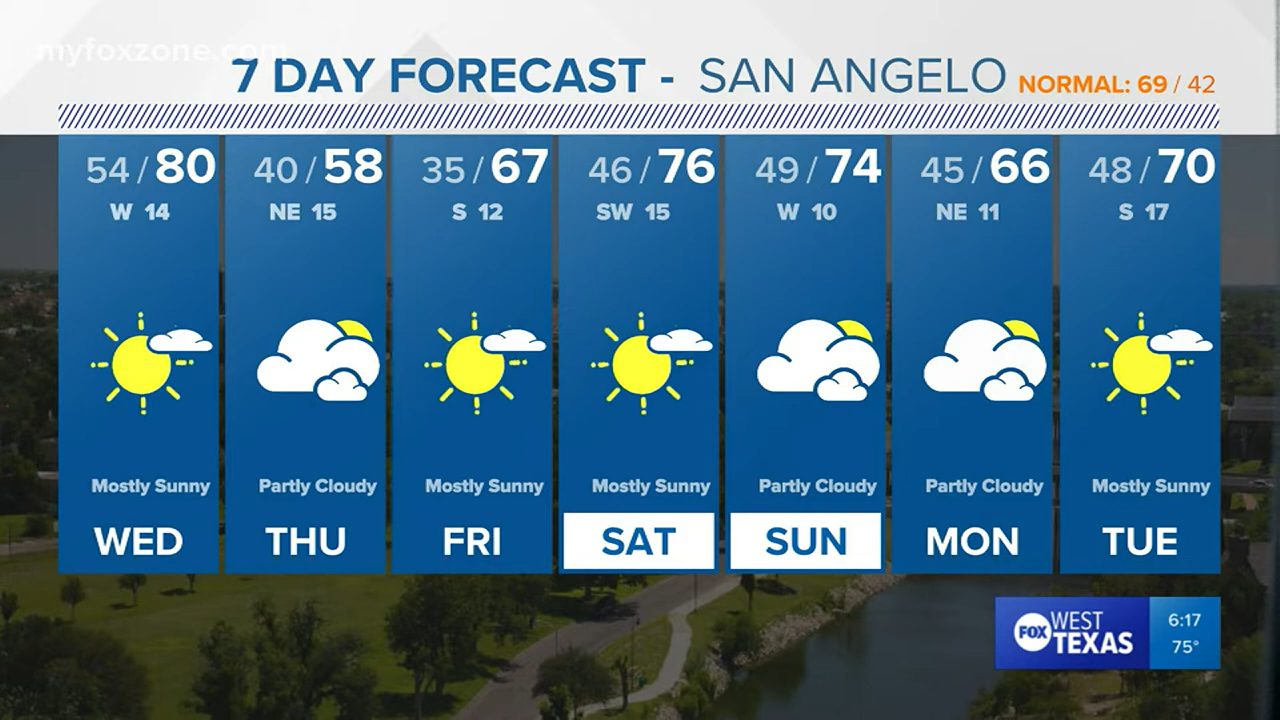 myfoxzone.com
7 DAY FORECAST - SAN ANGELO NORMAL: 69 / 42
54 / 80 40 / 58 35 / 67 46 / 76 49 / 74 45 / 66 48 / 70
W 14 NE 15 S 12 SW 15 W 10 NE 11 S 17
Mostly Sunny Partly Cloudy Mostly Sunny Mostly Sunny Partly Cloudy Partly Cloudy Mostly Sunny
WED THU FRI SAT SUN MON TUE
FOX WEST TEXAS 6:17
75°